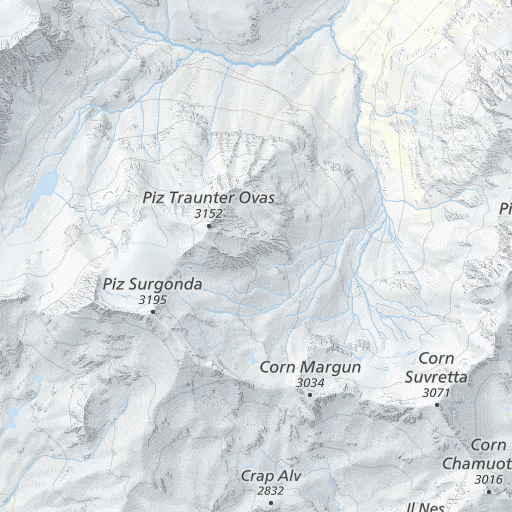 Piz Traunter Ovas
3152
Pi
Piz Surgonda
3195
Corn Margun
3034
Corn
Suvretta
3071
Corn
Chamuot
3016
Crap Alv
2832
Il Nes